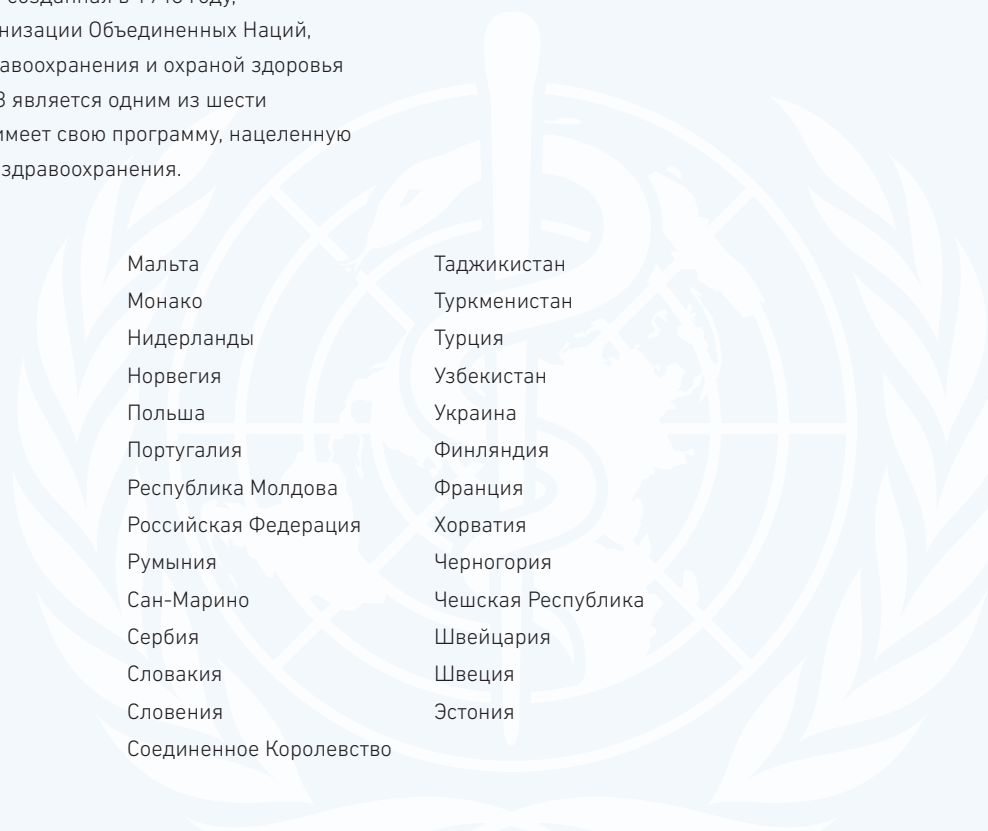 созданная в 1948 году,
низации Объединенных Наций,
авоохранения и охраной здоровья
является одним из шести
имеет свою программу, нацеленную
здравоохранения.
Мальта
Монако
Нидерланды
Норвегия
Польша
Португалия
Республика Молдова
Российская Федерация
Румыния
Сан-Марино
Сербия
Словакия
Словения
Соединенное Королевство
Таджикистан
Туркменистан
Турция
Узбекистан
Украина
Финляндия
Франция
Хорватия
Черногория
Чешская Республика
Швейцария
Швеция
Эстония